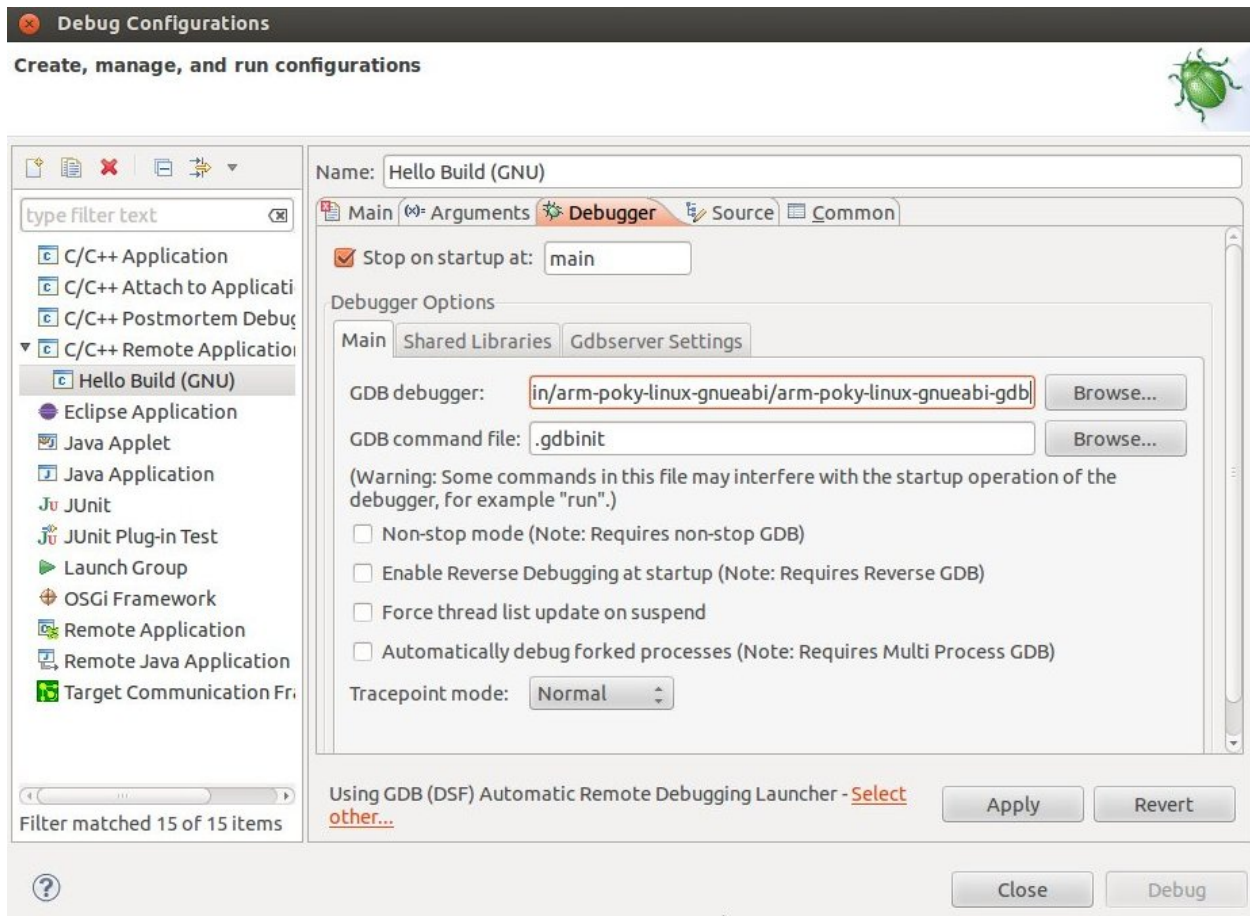 Debug Configurations
Create, manage, and run configurations
Name: Hello Build (GNU)
type filter text
Main (x)= Arguments Debugger Source Common
C/C++ Application
C/C++ Attach to Applicati
C/C++ Postmortem Debug
C/C++ Remote Application
Hello Build (GNU)
Eclipse Application
Java Applet
Java Application
Ju JUnit
JUnit Plug-in Test
Launch Group
OSGi Framework
Remote Application
Remote Java Application
Target Communication Fra
Filter matched 15 of 15 items
Stop on startup at: main
Debugger Options
Main Shared Libraries Gdbserver Settings
GDB debugger: in/arm-poky-linux-gnueabi/arm-poky-linux-gnueabi-gdb Browse...
GDB command file: .gdbinit Browse...
(Warning: Some commands in this file may interfere with the startup operation of the
debugger, for example "run".)
Non-stop mode (Note: Requires non-stop GDB)
Enable Reverse Debugging at startup (Note: Requires Reverse GDB)
Force thread list update on suspend
Automatically debug forked processes (Note: Requires Multi Process GDB)
Tracepoint mode: Normal
Using GDB (DSF) Automatic Remote Debugging Launcher - Select
other...
Apply Revert
? Close Debug